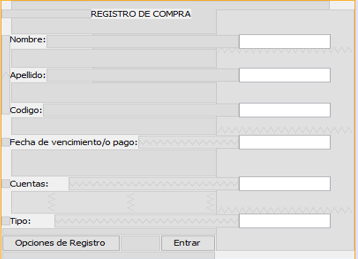 REGISTRO DE COMPRA
Nombre:
Apellido:
Codigo:
Fecha de vencimiento/o pago:
Cuentas:
Tipo:
Opciones de Registro Entrar